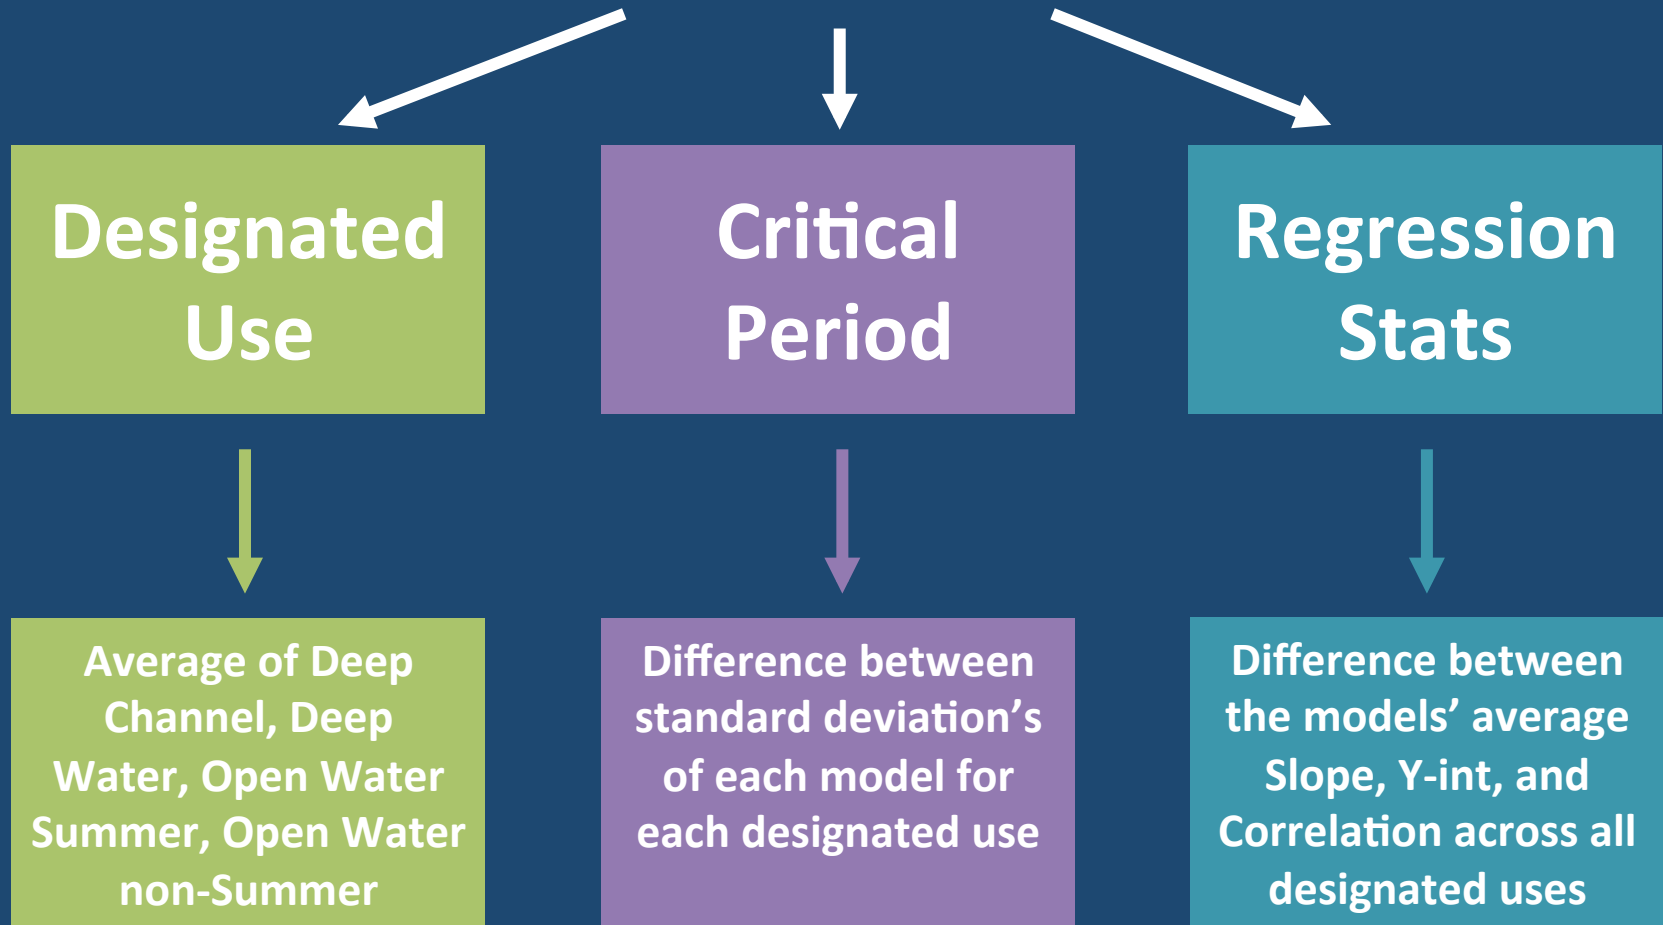 Designated
Use
Critical
Period
Regression
Stats
Average of Deep
Channel, Deep
Water, Open Water
Summer, Open Water
non-Summer
Difference between
standard deviation's
of each model for
each designated use
Difference between
the models’ average
Slope, Y-int, and
Correlation across all
designated uses